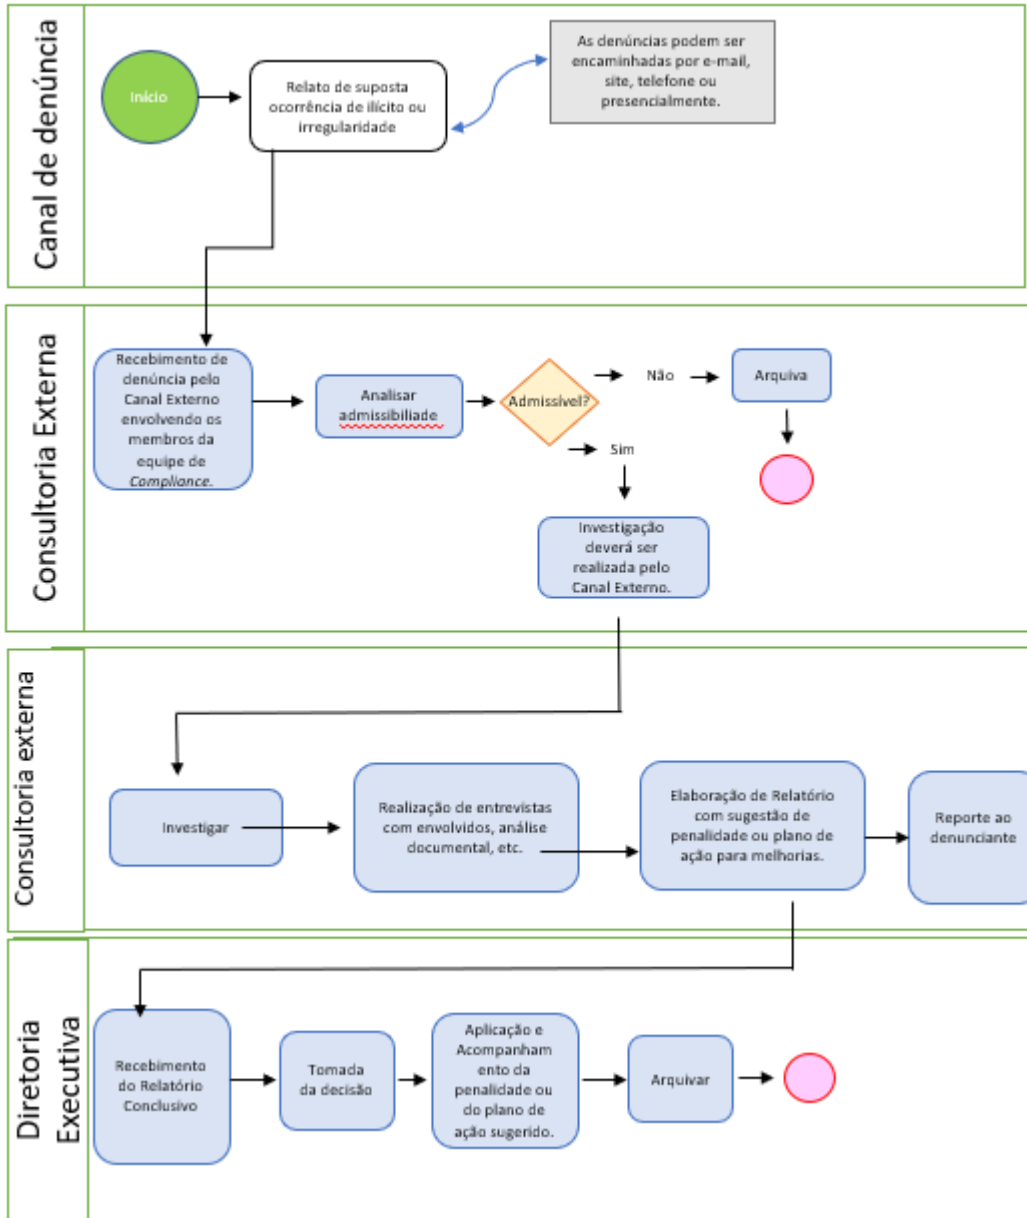 Canal de denúncia
Início
Relato de suposta
ocorrência de ilícito ou
irregularidade
As denúncias podem ser
encaminhadas por e-mail,
site, telefone ou
presencialmente.
Consultoria Externa
Recebimento de
denúncia pelo
Canal Externo
envolvendo os
membros da
equipe de
Compliance.
Analisar
admissibiliade
Admissível?
Não
Arquiva
Sim
Investigação
deverá ser
realizada pelo
Canal Externo.
Consultoria externa
Investigar
Realização de entrevistas
com envolvidos, análise
documental, etc.
Elaboração de Relatório
com sugestão de
penalidade ou plano de
ação para melhorias.
Reporte ao
denunciante
Diretoria
Executiva
Recebimento
do Relatório
Conclusivo
Tomada
da decisão
Aplicação e
Acompanham
ento da
penalidade ou
do plano de
ação sugerido.
Arquivar